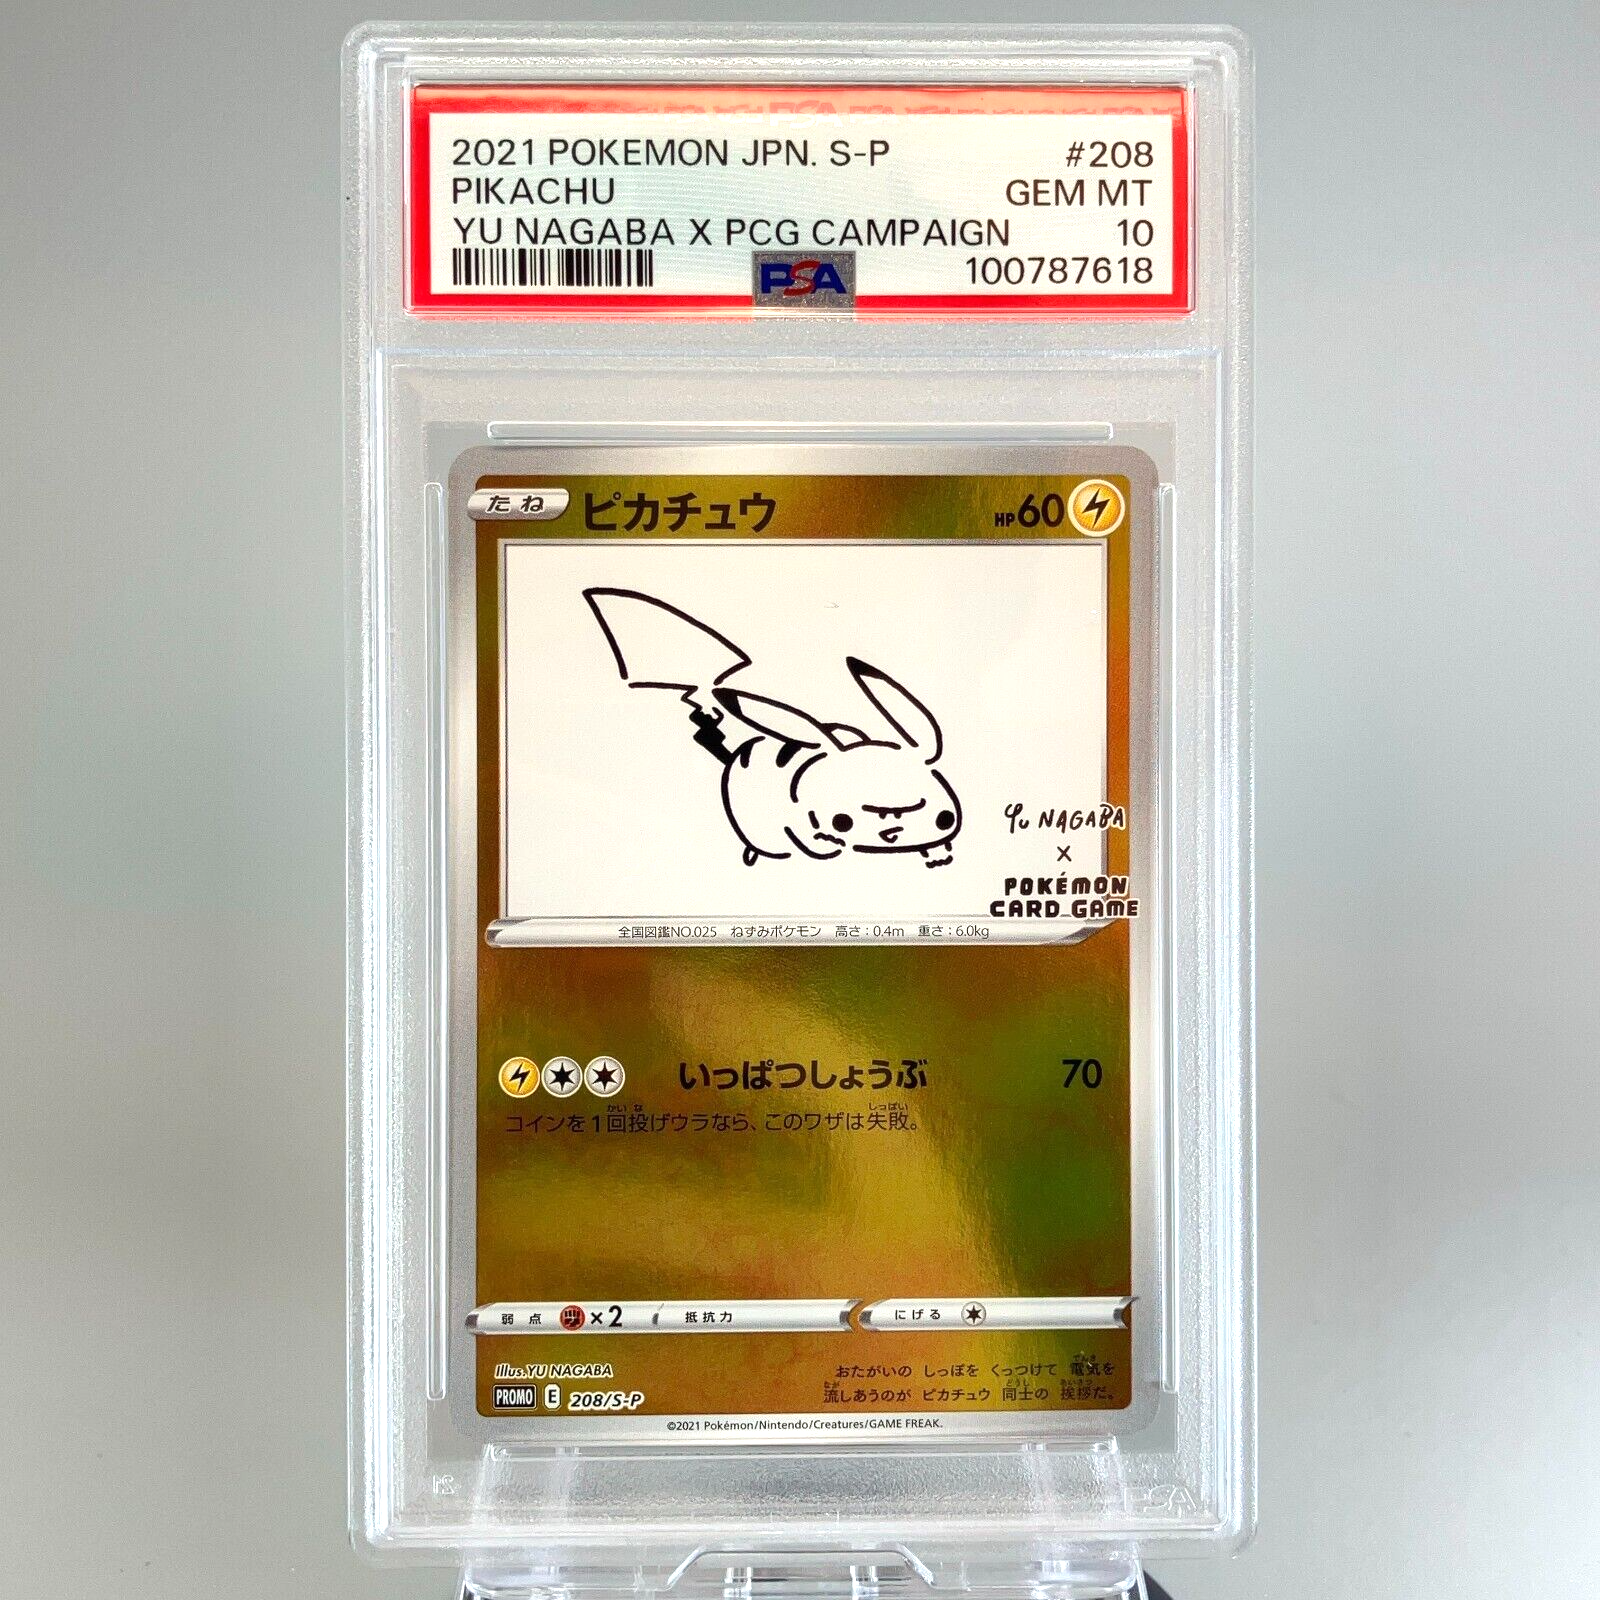 2021 POKEMON JPN. S-P #208
PIKACHU GEM MT
YU NAGABA X PCG CAMPAIGN 10
PSA 100787618
たね ピカチュウ HP60
YU NAGABA
×
POKÉMON
CARD GAME
全国図鑑NO.025 ねずみポケモン 高さ:0.4m 重さ:6.0kg
いっぱつしょうぶ 70
コインを1回投げウラなら、このワザは失敗。
弱点 ×2 抵抗力 にげる
Illus.YU NAGABA
PROMO E 208/S-P
おたがいの しっぽを くっつけて 電気を
流しあうのが ピカチュウ 同士の 挨拶だ。
©2021 Pokémon/Nintendo/Creatures/GAME FREAK.
PSA